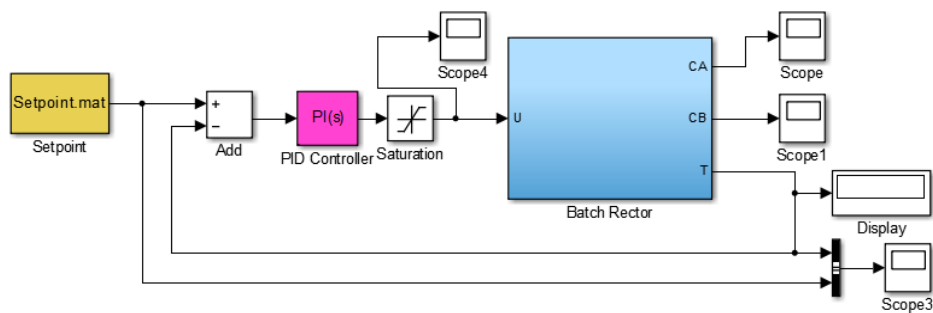 Scope4
CA
Scope
Setpoint.mat
Setpoint
+
−
Add
PI(s)
PID Controller
Saturation
U
CB
Scope1
T
Batch Rector
Display
Scope3